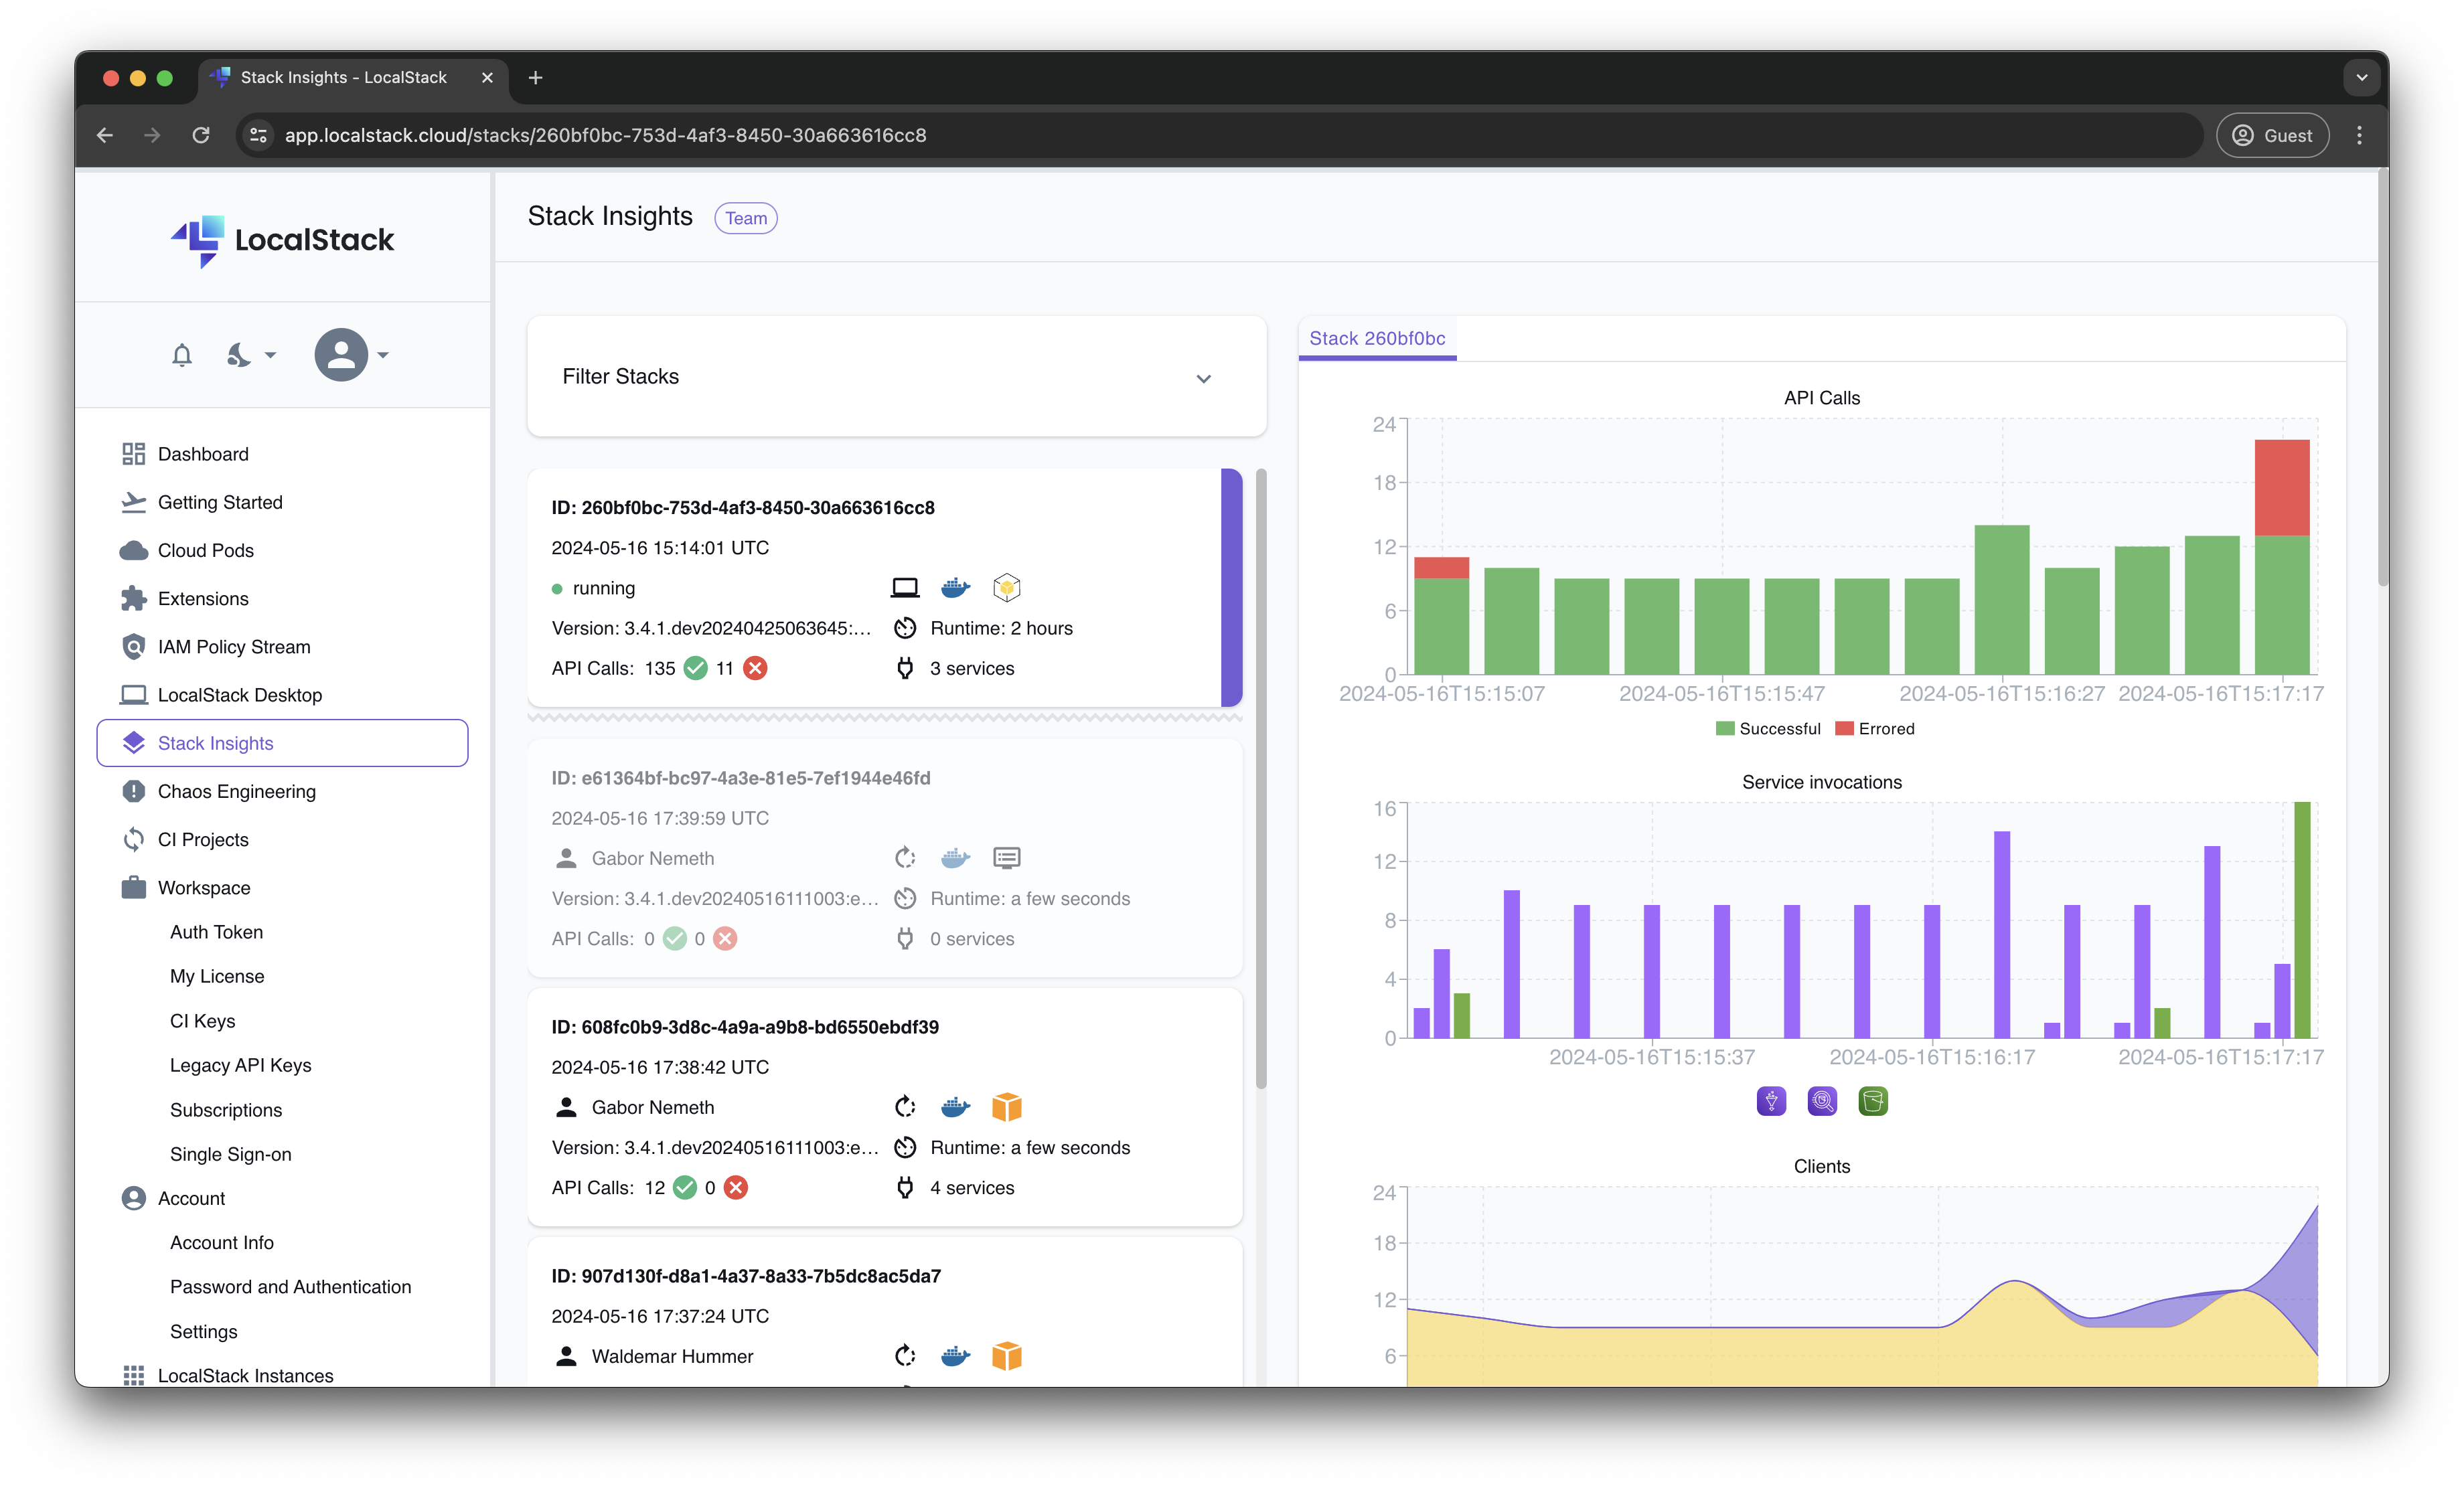 Stack Insights - LocalStack
app.localstack.cloud/stacks/260bf0bc-753d-4af3-8450-30a663616cc8
Guest
LocalStack
Dashboard
Getting Started
Cloud Pods
Extensions
IAM Policy Stream
LocalStack Desktop
Stack Insights
Chaos Engineering
CI Projects
Workspace
Auth Token
My License
CI Keys
Legacy API Keys
Subscriptions
Single Sign-on
Account
Account Info
Password and Authentication
Settings
LocalStack Instances
Stack Insights Team
Filter Stacks
ID: 260bf0bc-753d-4af3-8450-30a663616cc8
2024-05-16 15:14:01 UTC
running
Version: 3.4.1.dev20240425063645:... Runtime: 2 hours
API Calls: 135 11 3 services
ID: e61364bf-bc97-4a3e-81e5-7ef1944e46fd
2024-05-16 17:39:59 UTC
Gabor Nemeth
Version: 3.4.1.dev20240516111003:e... Runtime: a few seconds
API Calls: 0 0 0 services
ID: 608fc0b9-3d8c-4a9a-a9b8-bd6550ebdf39
2024-05-16 17:38:42 UTC
Gabor Nemeth
Version: 3.4.1.dev20240516111003:e... Runtime: a few seconds
API Calls: 12 0 4 services
ID: 907d130f-d8a1-4a37-8a33-7b5dc8ac5da7
2024-05-16 17:37:24 UTC
Waldemar Hummer
Stack 260bf0bc
API Calls
24
18
12
6
0
2024-05-16T15:15:07 2024-05-16T15:15:47 2024-05-16T15:16:27 2024-05-16T15:17:17
Successful Errored
Service invocations
16
12
8
4
0
2024-05-16T15:15:37 2024-05-16T15:16:17 2024-05-16T15:17:17
Clients
24
18
12
6